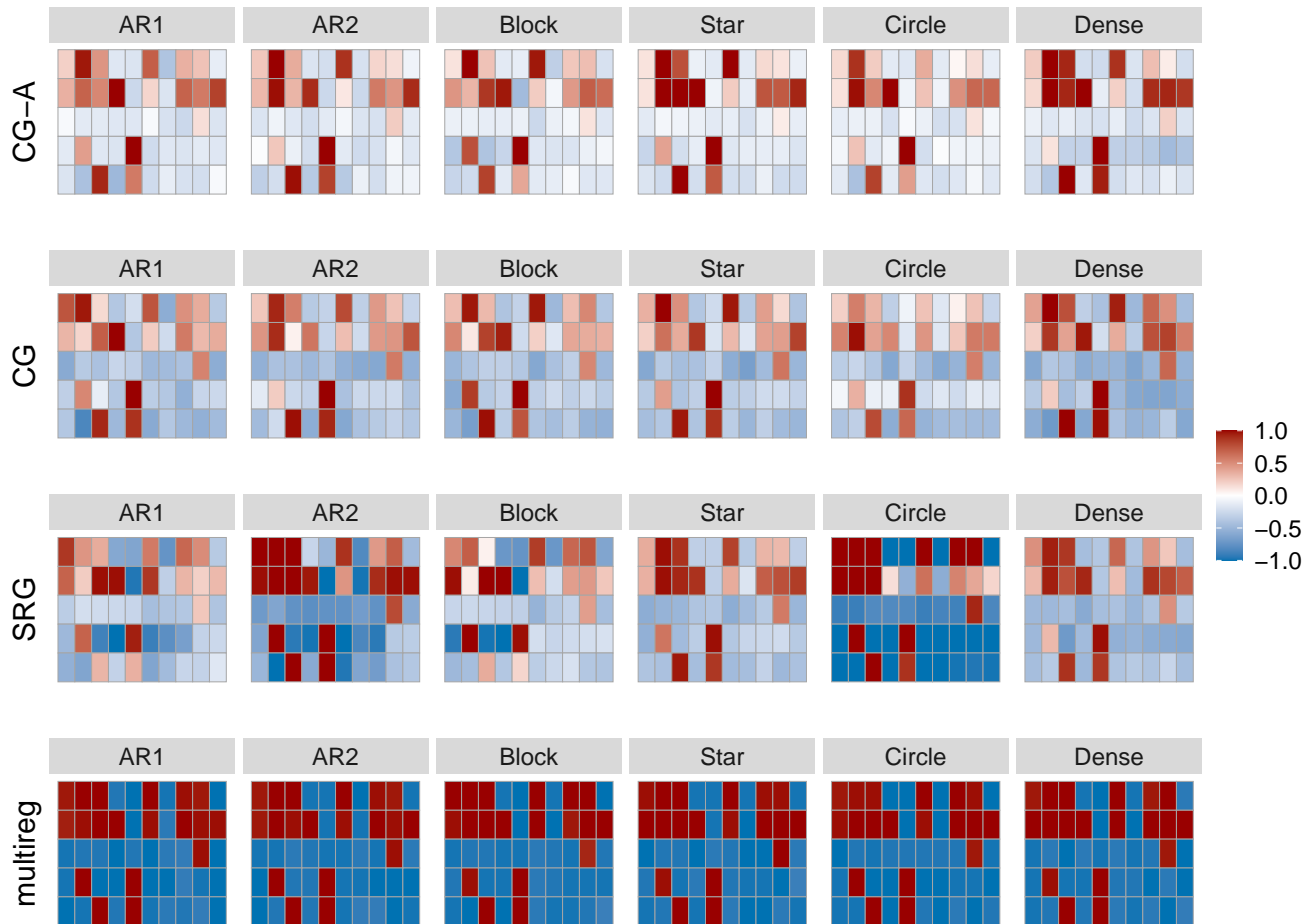 AR1 AR2 Block Star Circle Dense
CG−A
AR1 AR2 Block Star Circle Dense
CG
1.0
0.5
0.0
−0.5
−1.0
AR1 AR2 Block Star Circle Dense
SRG
AR1 AR2 Block Star Circle Dense
multireg